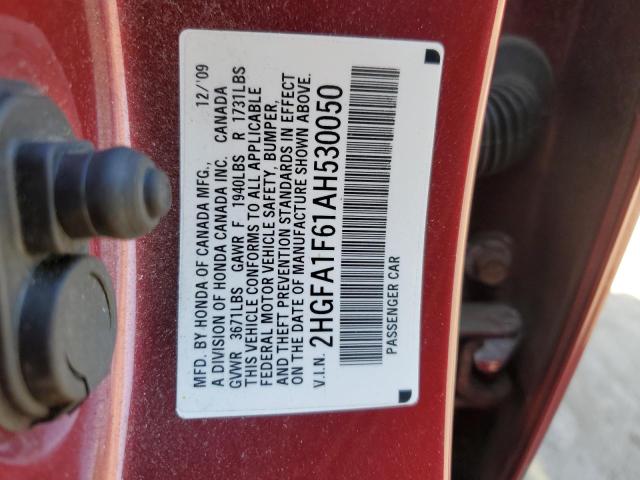 MFD. BY HONDA OF CANADA MFG., 12/'09
A DIVISION OF HONDA CANADA INC. CANADA
GVWR 3671LBS GAWR F 1940LBS R 1731LBS
THIS VEHICLE CONFORMS TO ALL APPLICABLE
FEDERAL MOTOR VEHICLE SAFETY, BUMPER,
AND THEFT PREVENTION STANDARDS IN EFFECT
ON THE DATE OF MANUFACTURE SHOWN ABOVE.
V.I.N. 2HGFA1F61AH530050
PASSENGER CAR